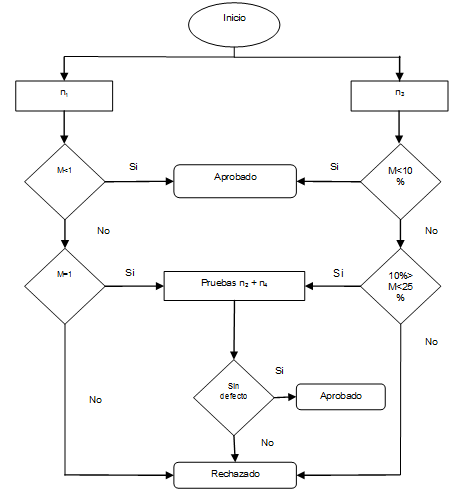 Inicio
n₁
n₂
M<1
Si
Aprobado
Si
M<10
%
No
No
M=1
Si
Pruebas n₂ + n₄
Si
10%>
M<25
%
No
Sin
defecto
Si
Aprobado
No
No
Rechazado